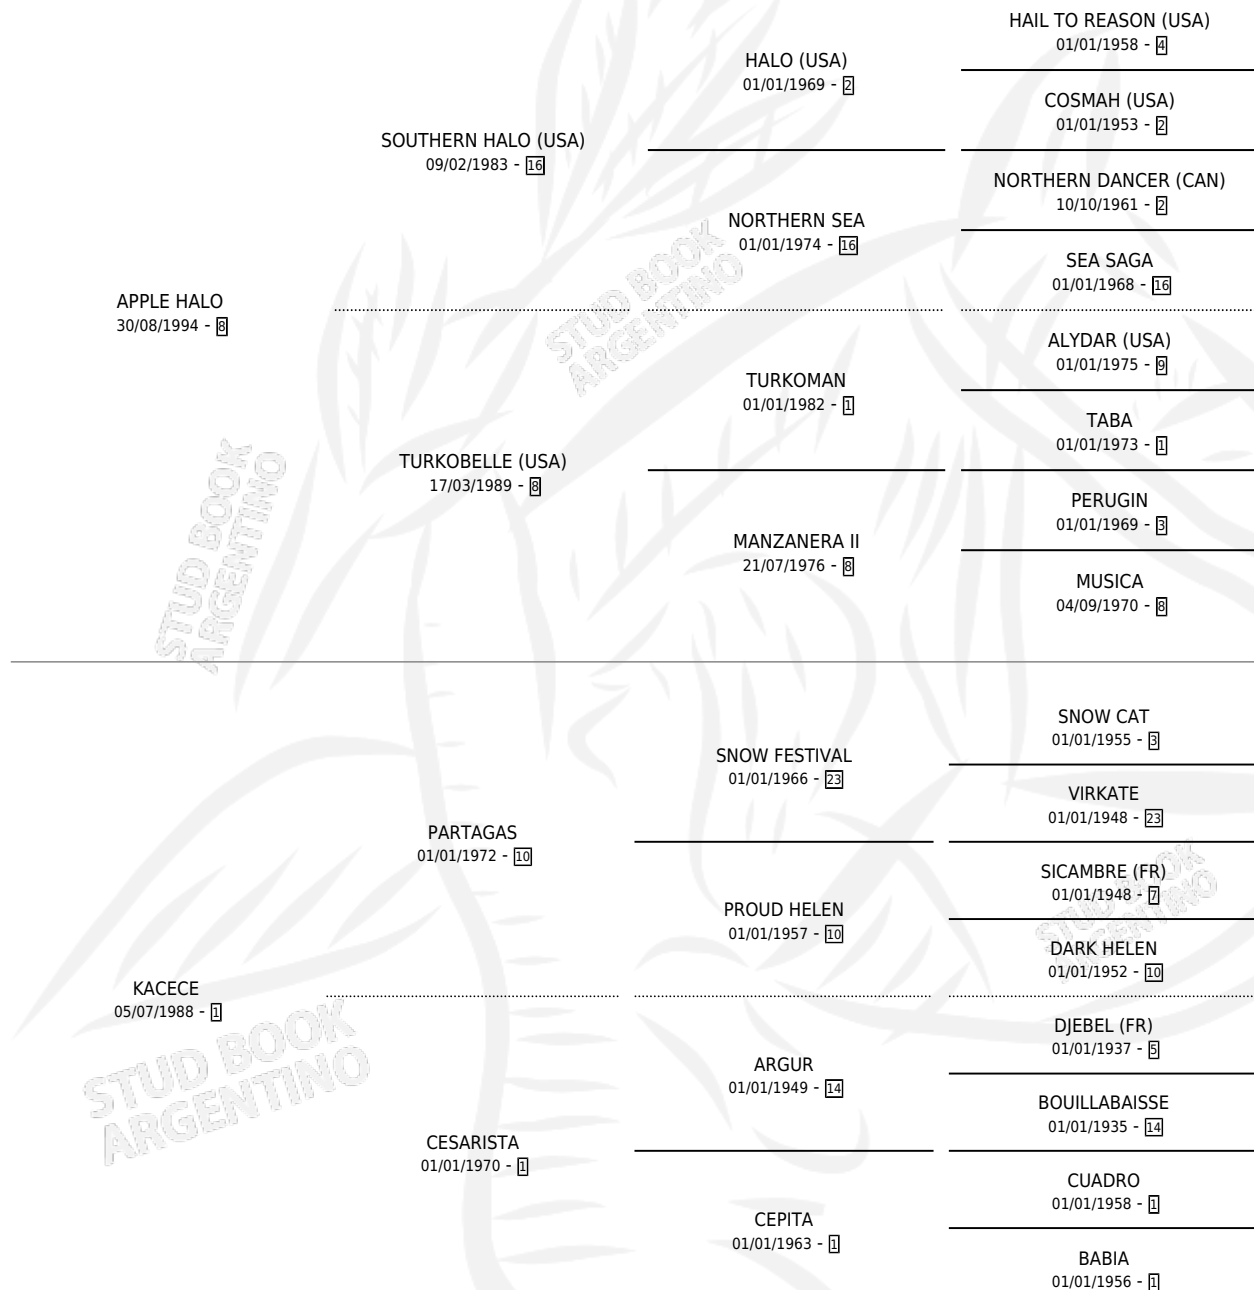 HAIL TO REASON (USA)
01/01/1958 - 4
HALO (USA)
01/01/1969 - 2
COSMAH (USA)
01/01/1953 - 2
SOUTHERN HALO (USA)
09/02/1983 - 16
NORTHERN DANCER (CAN)
10/10/1961 - 2
NORTHERN SEA
01/01/1974 - 16
SEA SAGA
01/01/1968 - 16
APPLE HALO
30/08/1994 - 8
ALYDAR (USA)
01/01/1975 - 9
TURKOMAN
01/01/1982 - 1
TABA
01/01/1973 - 1
TURKOBELLE (USA)
17/03/1989 - 8
PERUGIN
01/01/1969 - 3
MANZANERA II
21/07/1976 - 8
MUSICA
04/09/1970 - 8
SNOW CAT
01/01/1955 - 3
SNOW FESTIVAL
01/01/1966 - 23
VIRKATE
01/01/1948 - 23
PARTAGAS
01/01/1972 - 10
SICAMBRE (FR)
01/01/1948 - 7
PROUD HELEN
01/01/1957 - 10
DARK HELEN
01/01/1952 - 10
KACECE
05/07/1988 - 1
DJEBEL (FR)
01/01/1937 - 5
ARGUR
01/01/1949 - 14
BOUILLABAISSE
01/01/1935 - 14
CESARISTA
01/01/1970 - 1
CUADRO
01/01/1958 - 1
CEPITA
01/01/1963 - 1
BABIA
01/01/1956 - 1
STUD BOOK
ARGENTINO
STUD BOOK
ARGENTINO
STUD BOOK
ARGENTINO
STUD BOOK
ARGENTINO